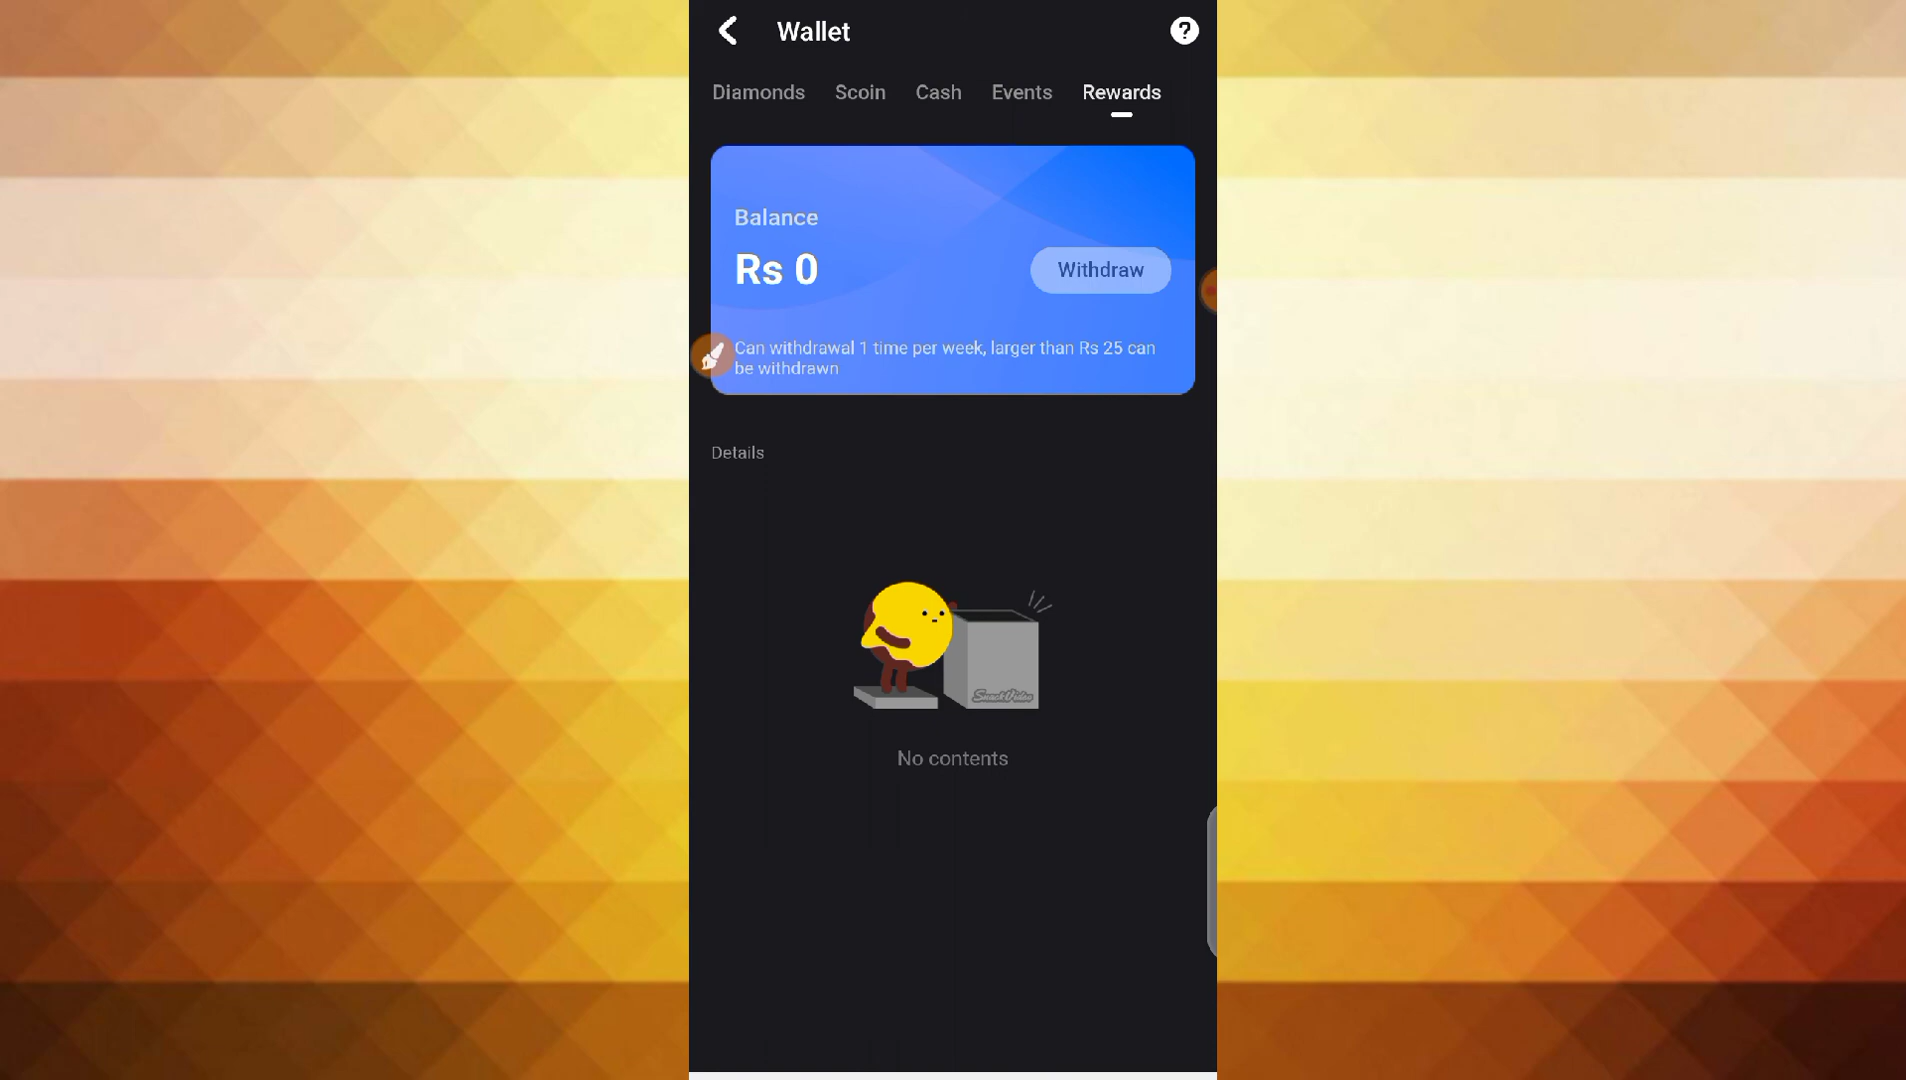 Wallet
?
Diamonds Scoin Cash Events Rewards
Balance
Rs 0
Withdraw
Can withdrawal 1 time per week, larger than Rs 25 can
be withdrawn
Details
SnackVideo
No contents